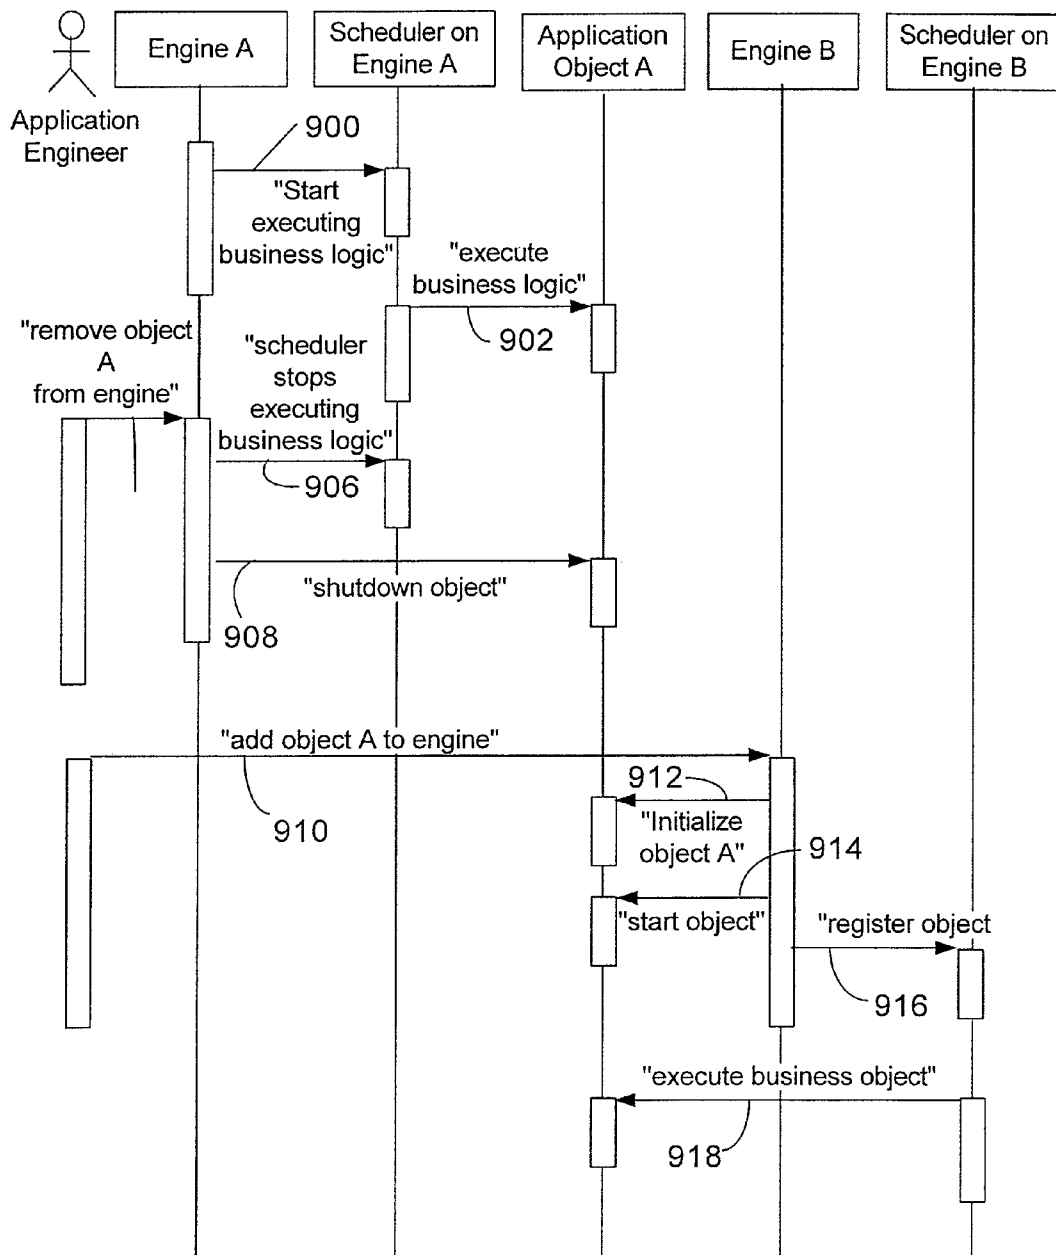 Application
Engineer
Engine A
Scheduler on
Engine A
Application
Object A
Engine B
Scheduler on
Engine B
900
"Start
executing
business logic"
"execute
business logic"
902
"remove object
A
from engine"
"scheduler
stops
executing
business logic"
906
"shutdown object"
908
"add object A to engine"
910
912
"Initialize
object A"
914
"start object"
"register object
916
"execute business object"
918